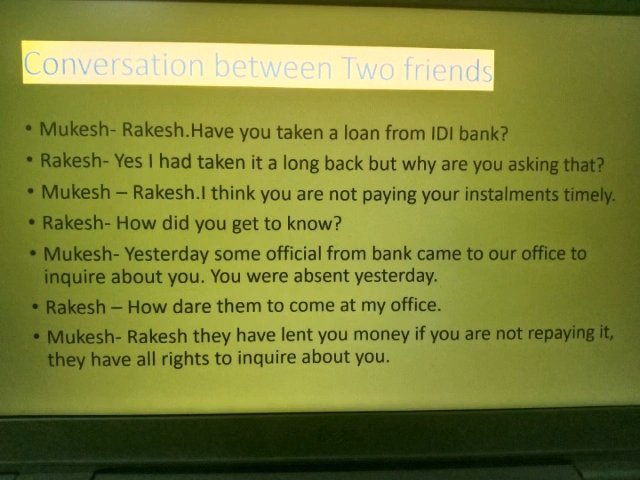 Conversation between Two friends
• Mukesh- Rakesh.Have you taken a loan from IDI bank?
• Rakesh- Yes I had taken it a long back but why are you asking that?
• Mukesh – Rakesh.I think you are not paying your instalments timely.
• Rakesh- How did you get to know?
• Mukesh- Yesterday some official from bank came to our office to
inquire about you. You were absent yesterday.
• Rakesh – How dare them to come at my office.
• Mukesh- Rakesh they have lent you money if you are not repaying it,
they have all rights to inquire about you.